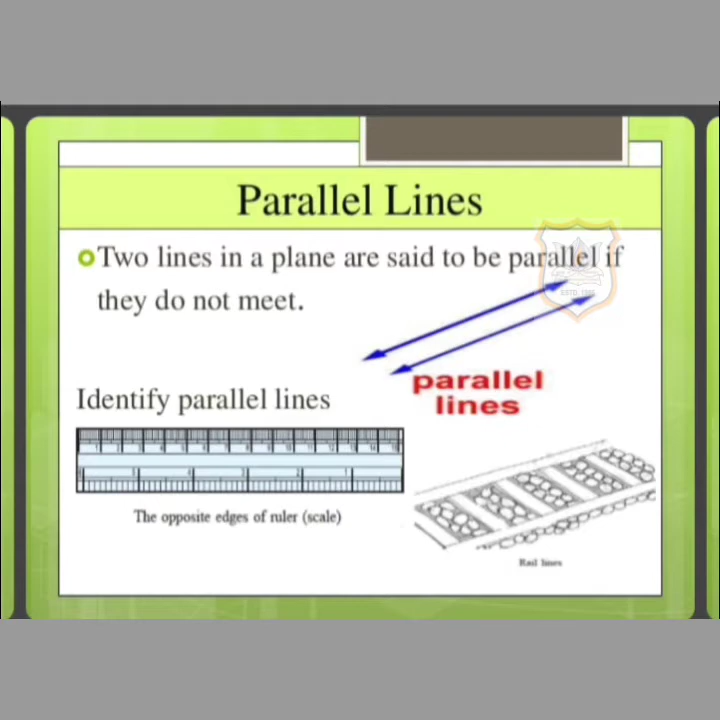 Parallel Lines
Two lines in a plane are said to be parallel if
they do not meet.
parallel
lines
Identify parallel lines
The opposite edges of ruler (scale)
Rail lines